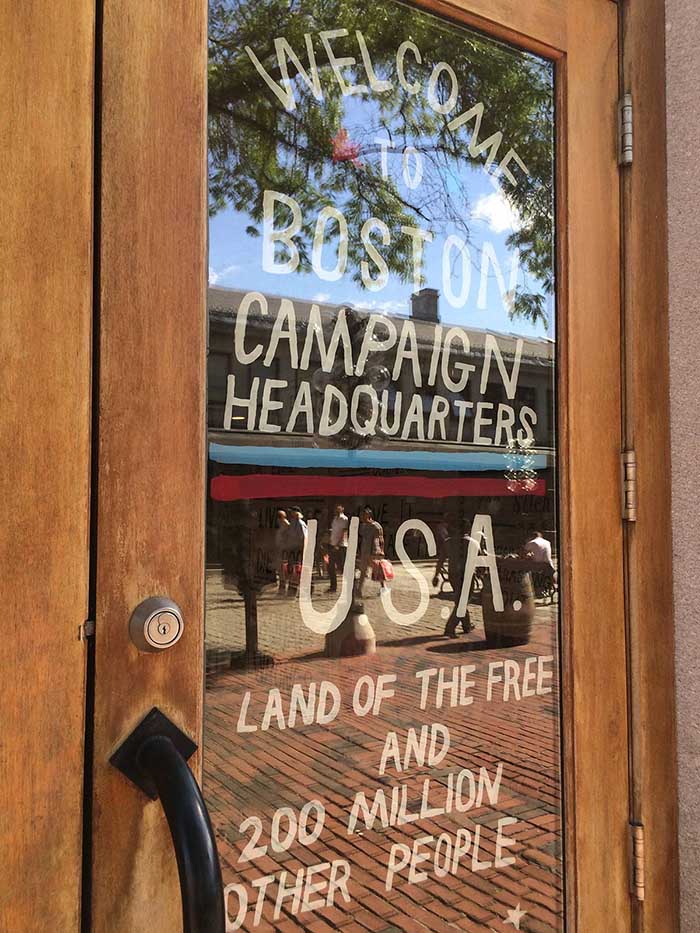 WELCOME
TO
BOSTON
CAMPAIGN
HEADQUARTERS
U.S.A.
LAND OF THE FREE
AND
200 MILLION
OTHER PEOPLE